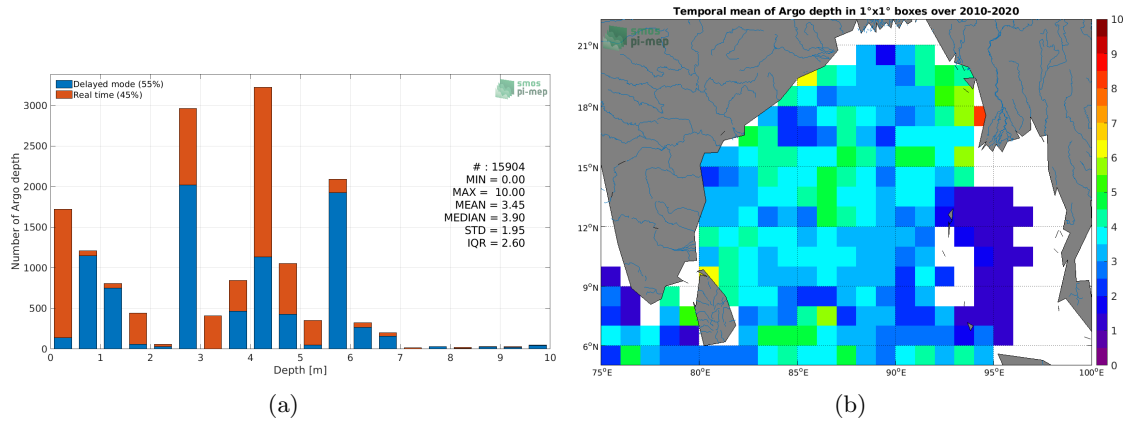 Delayed mode (55%)
Real time (45%)
smos
pi-mep
# : 15904
MIN = 0.00
MAX = 10.00
MEAN = 3.45
MEDIAN = 3.90
STD = 1.95
IQR = 2.60
Number of Argo depth
3000
2500
2000
1500
1000
500
0
0 1 2 3 4 5 6 7 8 9 10
Depth [m]
(a)
Temporal mean of Argo depth in 1°x1° boxes over 2010-2020
smos
pi-mep
21°N
18°N
15°N
12°N
9°N
6°N
75°E 80°E 85°E 90°E 95°E 100°E
10
9
8
7
6
5
4
3
2
1
0
(b)